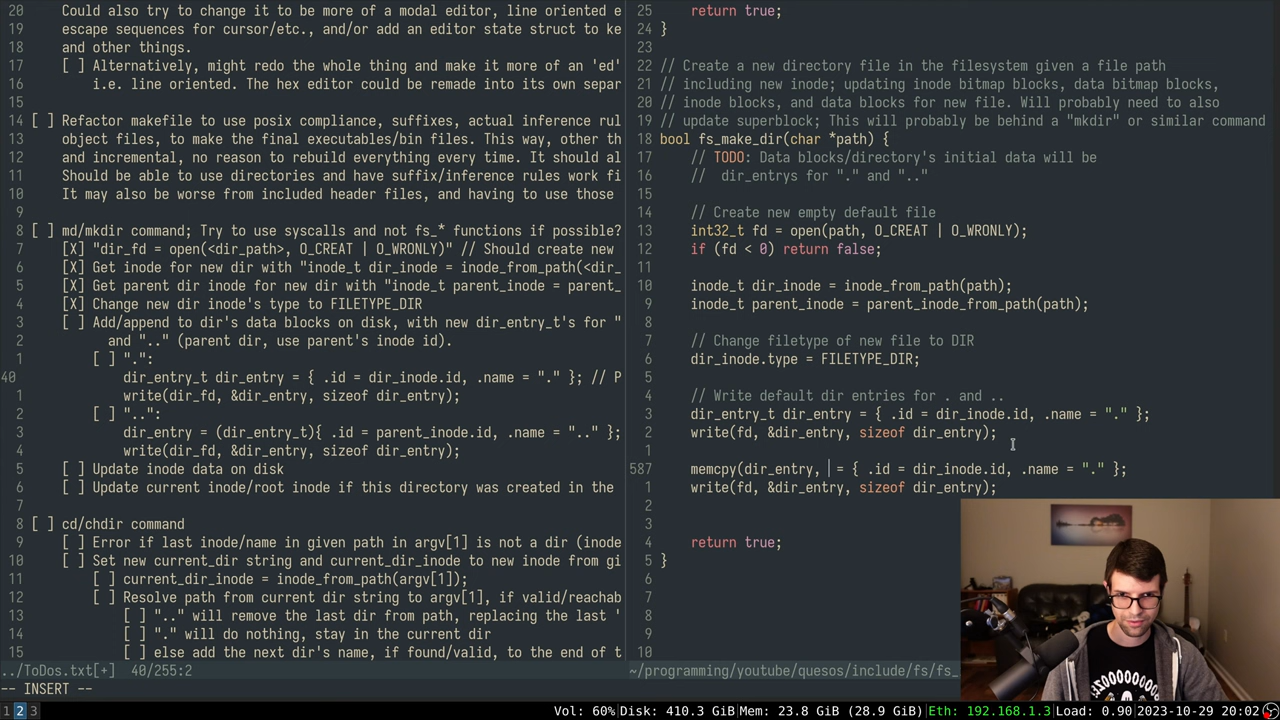 20 Could also try to change it to be more of a modal editor, line oriented e
19 escape sequences for cursor/etc., and/or add an editor state struct to ke
18 and other things.
17 [ ] Alternatively, might redo the whole thing and make it more of an 'ed'
16 i.e. line oriented. The hex editor could be remade into its own separ
15
14 [ ] Refactor makefile to use posix compliance, suffixes, actual inference rul
13 object files, to make the final executables/bin files. This way, other th
12 and incremental, no reason to rebuild everything every time. It should al
11 Should be able to use directories and have suffix/inference rules work fi
10 It may also be worse from included header files, and having to use those
9
8 [ ] md/mkdir command; Try to use syscalls and not fs_* functions if possible?
7 [X] "dir_fd = open(<dir_path>, O_CREAT | O_WRONLY)" // Should create new
6 [X] Get inode for new dir with "inode_t dir_inode = inode_from_path(<dir_
5 [X] Get parent dir inode for new dir with "inode_t parent_inode = parent_
4 [X] Change new dir inode's type to FILETYPE_DIR
3 [ ] Add/append to dir's data blocks on disk, with new dir_entry_t's for "
2 and ".." (parent dir, use parent's inode id).
1 [ ] ".":
40 dir_entry_t dir_entry = { .id = dir_inode.id, .name = "." }; // P
1 write(dir_fd, &dir_entry, sizeof dir_entry);
2 [ ] "..":
3 dir_entry = (dir_entry_t){ .id = parent_inode.id, .name = ".." };
4 write(dir_fd, &dir_entry, sizeof dir_entry);
5 [ ] Update inode data on disk
6 [ ] Update current inode/root inode if this directory was created in the
7
8 [ ] cd/chdir command
9 [ ] Error if last inode/name in given path in argv[1] is not a dir (inode
10 [ ] Set new current_dir string and current_dir_inode to new inode from gi
11 [ ] current_dir_inode = inode_from_path(argv[1]);
12 [ ] Resolve path from current dir string to argv[1], if valid/reachab
13 [ ] ".." will remove the last dir from path, replacing the last '
14 [ ] "." will do nothing, stay in the current dir
15 [ ] else add the next dir's name, if found/valid, to the end of t
../ToDos.txt[+] 40/255:2
-- INSERT --
25 return true;
24 }
23
22 // Create a new directory file in the filesystem given a file path
21 // including new inode; updating inode bitmap blocks, data bitmap blocks,
20 // inode blocks, and data blocks for new file. Will probably need to also
19 // update superblock; This will probably be behind a "mkdir" or similar command
18 bool fs_make_dir(char *path) {
17 // TODO: Data blocks/directory's initial data will be
16 // dir_entrys for "." and ".."
15
14 // Create new empty default file
13 int32_t fd = open(path, O_CREAT | O_WRONLY);
12 if (fd < 0) return false;
11
10 inode_t dir_inode = inode_from_path(path);
9 inode_t parent_inode = parent_inode_from_path(path);
8
7 // Change filetype of new file to DIR
6 dir_inode.type = FILETYPE_DIR;
5
4 // Write default dir entries for . and ..
3 dir_entry_t dir_entry = { .id = dir_inode.id, .name = "." };
2 write(fd, &dir_entry, sizeof dir_entry);
1
587 memcpy(dir_entry, = { .id = dir_inode.id, .name = "." };
1 write(fd, &dir_entry, sizeof dir_entry);
2
3
4 return true;
5 }
6
7
8
9
10
~/programming/youtube/quesos/include/fs/fs_
1 2 3 Vol: 60%|Disk: 410.3 GiB|Mem: 23.8 GiB (28.9 GiB)|Eth: 192.168.1.3|Load: 0.90|2023-10-29 20:02